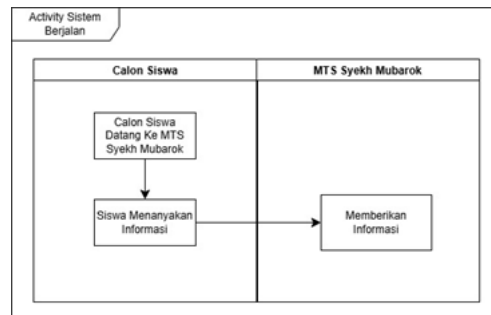 Activity Sistem
Berjalan
Calon Siswa
MTS Syekh Mubarok
Calon Siswa
Datang Ke MTS
Syekh Mubarok
Siswa Menanyakan
Informasi
Memberikan
Informasi